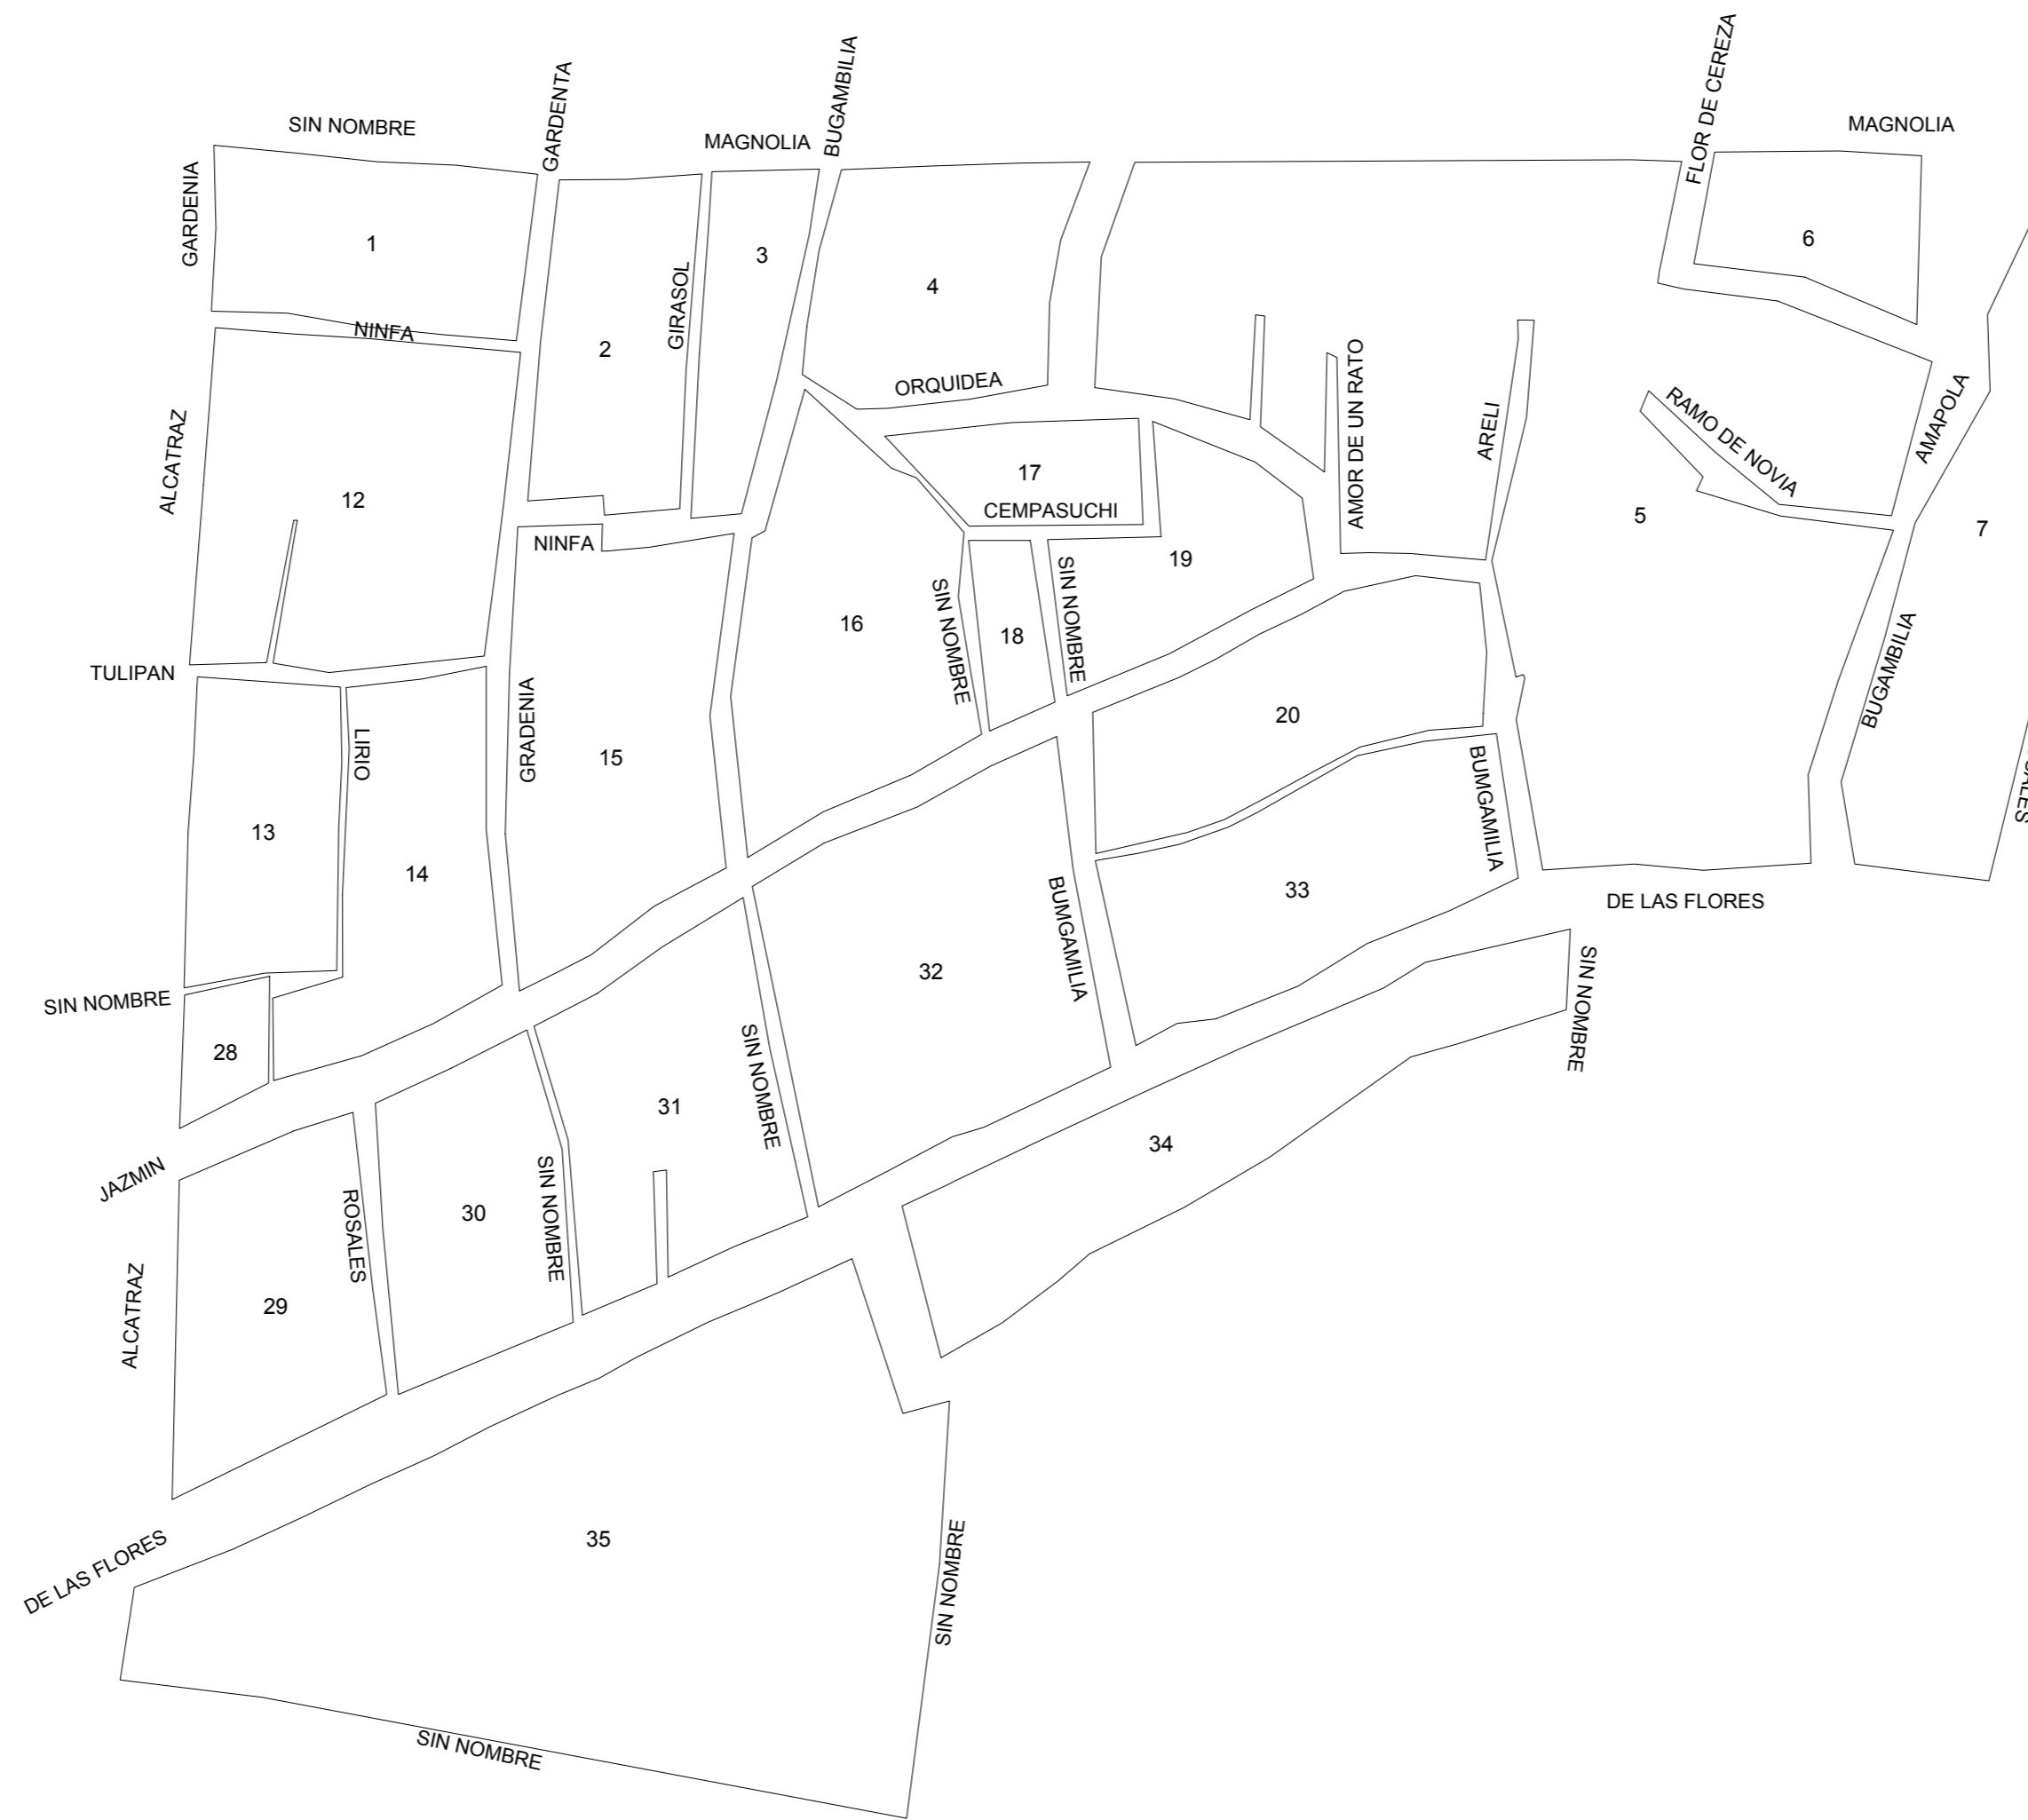 SIN NOMBRE
GARDENTA
MAGNOLIA
BUGAMBILIA
FLOR DE CEREZA
MAGNOLIA
GARDENIA
1
2
GIRASOL
3
4
6
NINFA
ORQUIDEA
AMOR DE UN RATO
ARELI
RAMO DE NOVIA
AMAPOLA
ALCATRAZ
12
17
CEMPASUCHI
5
7
NINFA
19
SIN NOMBRE
SIN NOMBRE
16
18
TULIPAN
BUGAMBILIA
LIRIO
GRADENIA
15
20
BUMGAMILIA
13
14
33
DE LAS FLORES
BUMGAMILIA
32
SIN NOMBRE
SIN NOMBRE
28
31
SIN NOMBRE
34
JAZMIN
ROSALES
30
SIN NOMBRE
ALCATRAZ
29
DE LAS FLORES
35
SIN NOMBRE
SIN NOMBRE